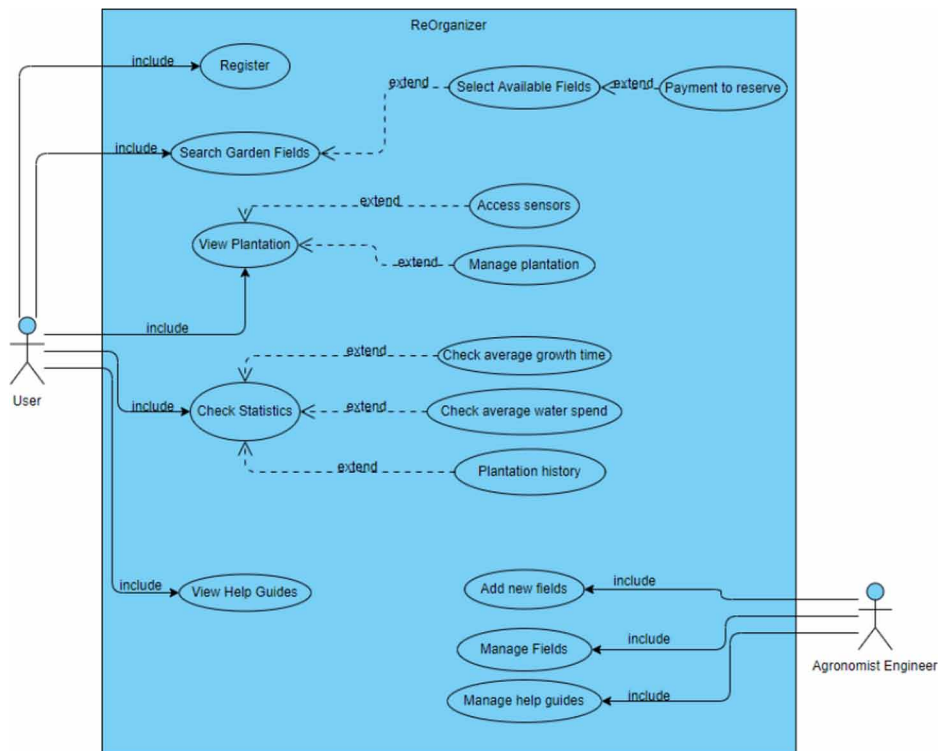 ReOrganizer
include
Register
extend
Select Available Fields
extend
Payment to reserve
include
Search Garden Fields
extend
Access sensors
View Plantation
extend
Manage plantation
include
extend
Check average growth time
User
include
Check Statistics
extend
Check average water spend
extend
Plantation history
include
View Help Guides
Add new fields
include
Manage Fields
include
Agronomist Engineer
Manage help guides
include